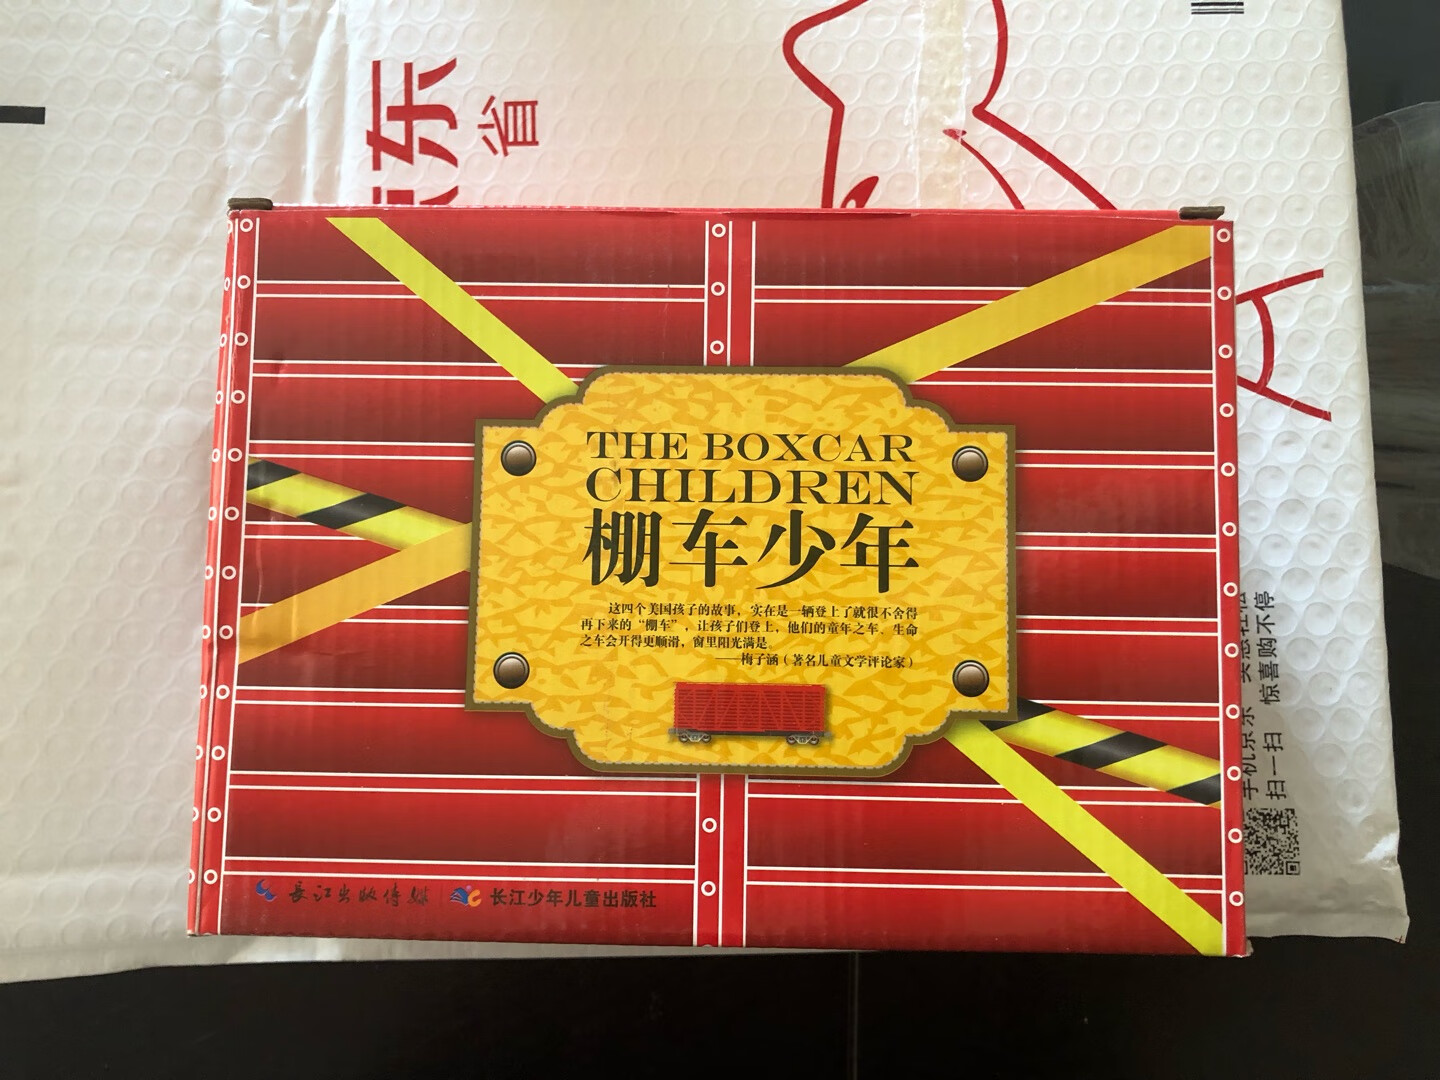 东
省
THE BOXCAR
CHILDREN
棚车少年
这四个美国孩子的故事，实在是一辆登上了就很不舍得
再下来的“棚车”，让孩子们登上，他们的童年之车、生命
之车会开得更顺滑，窗里阳光满是。
——梅子涵（著名儿童文学评论家）
长江出版传媒
长江少年儿童出版社
手机京东
扫一扫 惊喜购不停